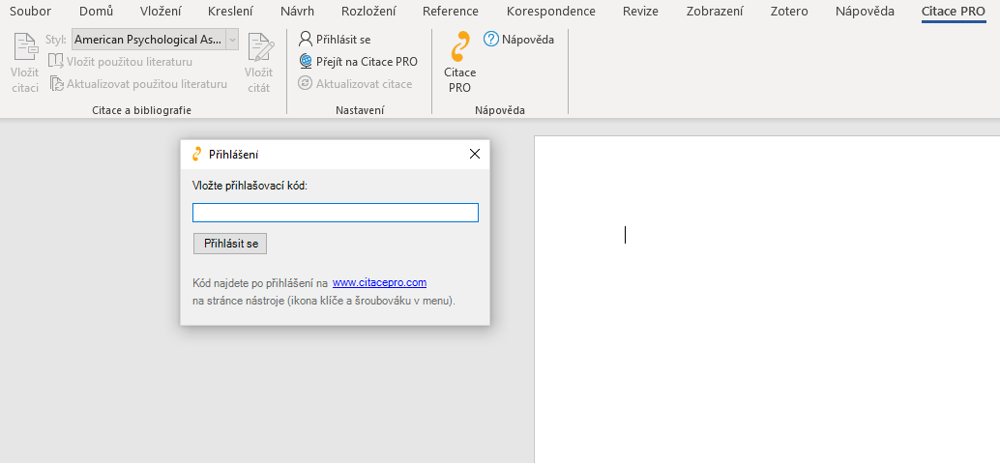 Soubor Domů Vložení Kreslení Návrh Rozložení Reference Korespondence Revize Zobrazení Zotero Nápověda Citace PRO
Vložit citaci
Styl: American Psychological As...
Vložit použitou literaturu
Aktualizovat použitou literaturu
Vložit citát
Citace a bibliografie
Přihlásit se
Přejít na Citace PRO
Aktualizovat citace
Nastavení
Citace PRO
Nápověda
Nápověda
Přihlášení
Vložte přihlašovací kód:
Přihlásit se
Kód najdete po přihlášení na www.citacepro.com
na stránce nástroje (ikona klíče a šroubováku v menu).